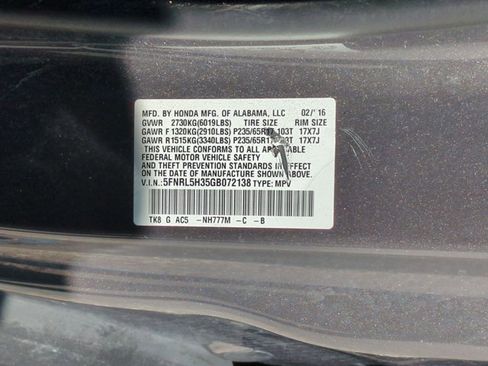 MFD. BY HONDA MFG. OF ALABAMA, LLC 02/'16
GVWR 2730KG(6019LBS) TIRE SIZE RIM SIZE
GAWR F 1320KG(2910LBS) P235/65R17 103T 17X7J
GAWR R 1515KG(3340LBS) P235/65R17 103T 17X7J
THIS VEHICLE CONFORMS TO ALL APPLICABLE
FEDERAL MOTOR VEHICLE SAFETY
AND THEFT PREVENTION STANDARDS IN
EFFECT ON THE DATE OF MANUFACTURE
SHOWN ABOVE.
V.I.N.:5FNRL5H35GB072138 TYPE: MPV
TK8 G AC5 -NH777M -C -B